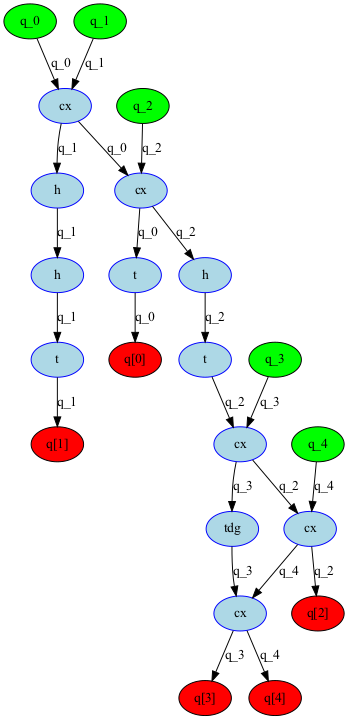 q_0 q_1
q_0 q_1
cx q_2
q_1 q_0 q_2
h cx
q_1 q_0 q_2
h t h
q_1 q_0 q_2
t q[0] t q_3
q_1 q_2 q_3
q[1] cx q_4
q_3 q_2 q_4
tdg cx
q_3 q_4 q_2
cx q[2]
q_3 q_4
q[3] q[4]